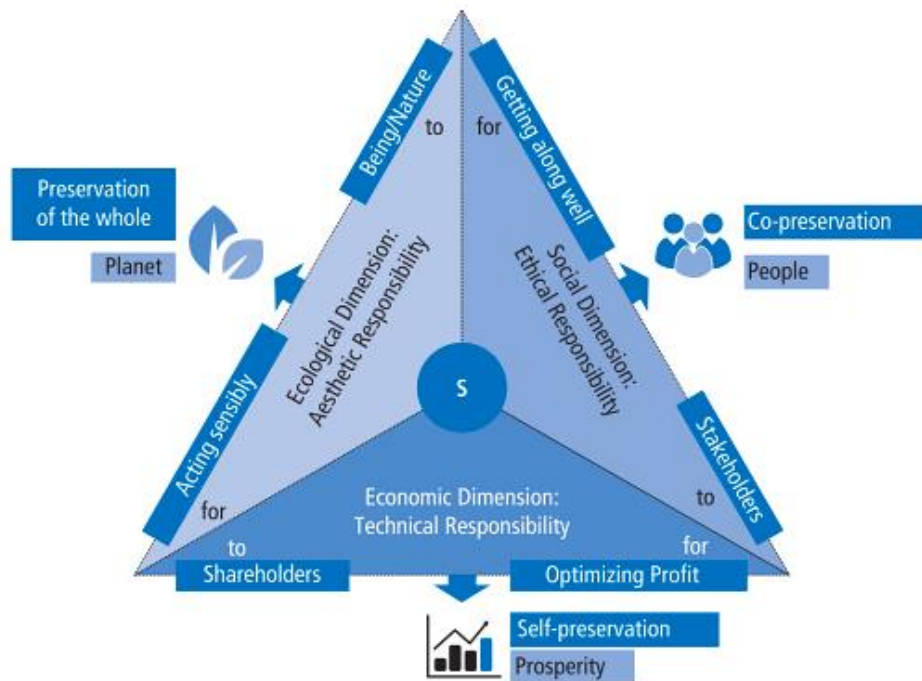 Being/Nature
to
for
Getting along well
Preservation
of the whole
Planet
Co-preservation
People
Ecological Dimension:
Aesthetic Responsibility
Social Dimension:
Ethical Responsibility
S
Acting sensibly
for
Stakeholders
to
Economic Dimension:
Technical Responsibility
to
for
Shareholders
Optimizing Profit
Self-preservation
Prosperity